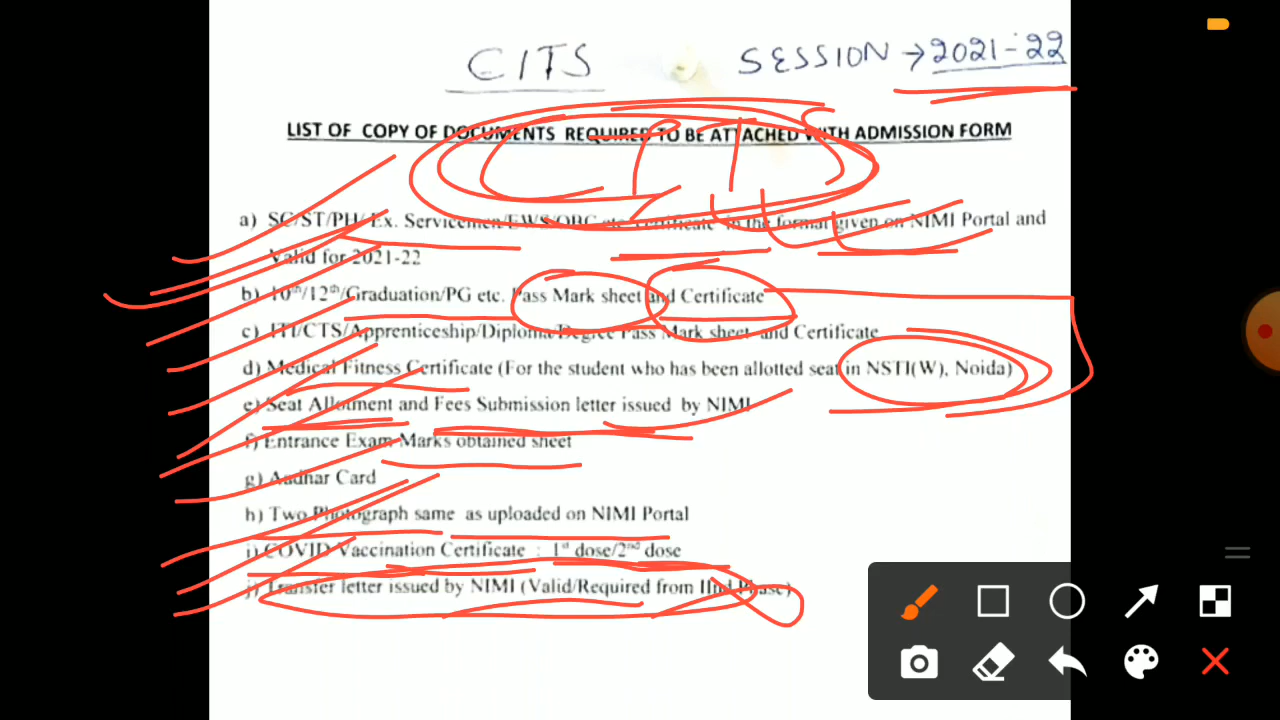 CITS SESSION → 2021-22
LIST OF COPY OF DOCUMENTS REQUIRED TO BE ATTACHED WITH ADMISSION FORM
CITS
a) SC/ST/PH/ Ex. Servicemen/EWS/OBC etc. certificate in the format given on NIMI Portal and
Valid for 2021-22
b) 10th/12th/Graduation/PG etc. Pass Mark sheet and Certificate
c) ITI/CTS/Apprenticeship/Diploma/Degree Pass Mark sheet and Certificate
d) Medical Fitness Certificate (For the student who has been allotted seat in NSTI(W), Noida)
e) Seat Allotment and Fees Submission letter issued by NIMI
f) Entrance Exam Marks obtained sheet
g) Aadhar Card
h) Two Photograph same as uploaded on NIMI Portal
i) COVID Vaccination Certificate : 1st dose/2nd dose
j) Transfer letter issued by NIMI (Valid/Required from IInd Phase)